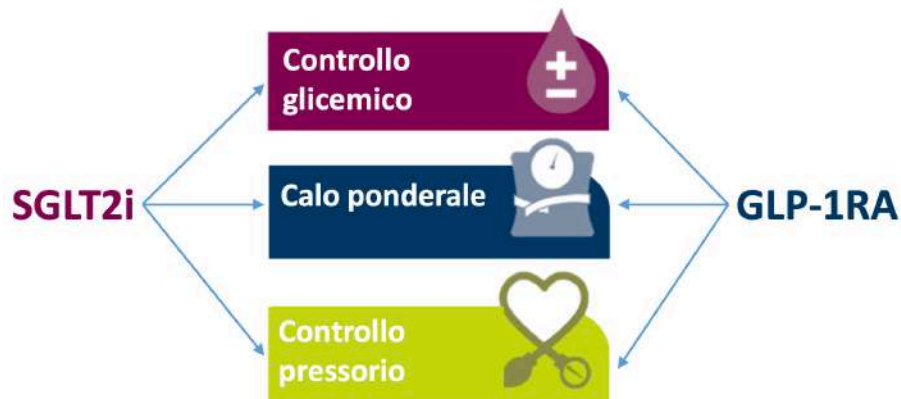 Controllo
glicemico
SGLT2i
Calo ponderale
GLP-1RA
Controllo
pressorio